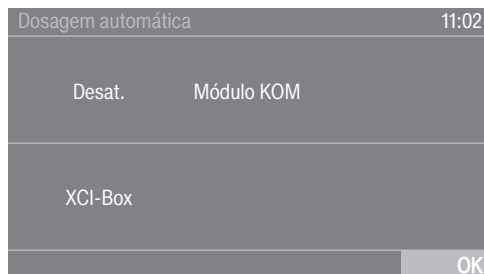 Dosagem automática 11:02
Desat. Módulo KOM
XCI-Box
OK